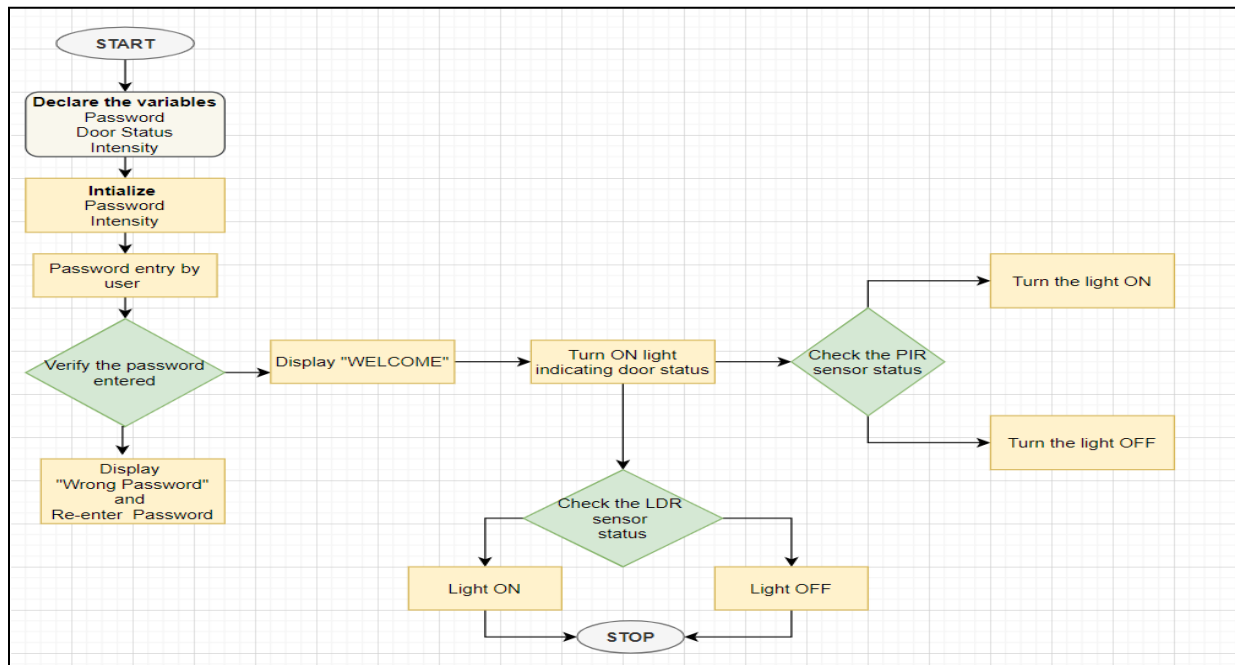 START
Declare the variables
Password
Door Status
Intensity
Intialize
Password
Intensity
Password entry by
user
Verify the password
entered
Display
"Wrong Password"
and
Re-enter Password
Display "WELCOME"
Turn ON light
indicating door status
Check the PIR
sensor status
Turn the light ON
Turn the light OFF
Check the LDR
sensor
status
Light ON
Light OFF
STOP